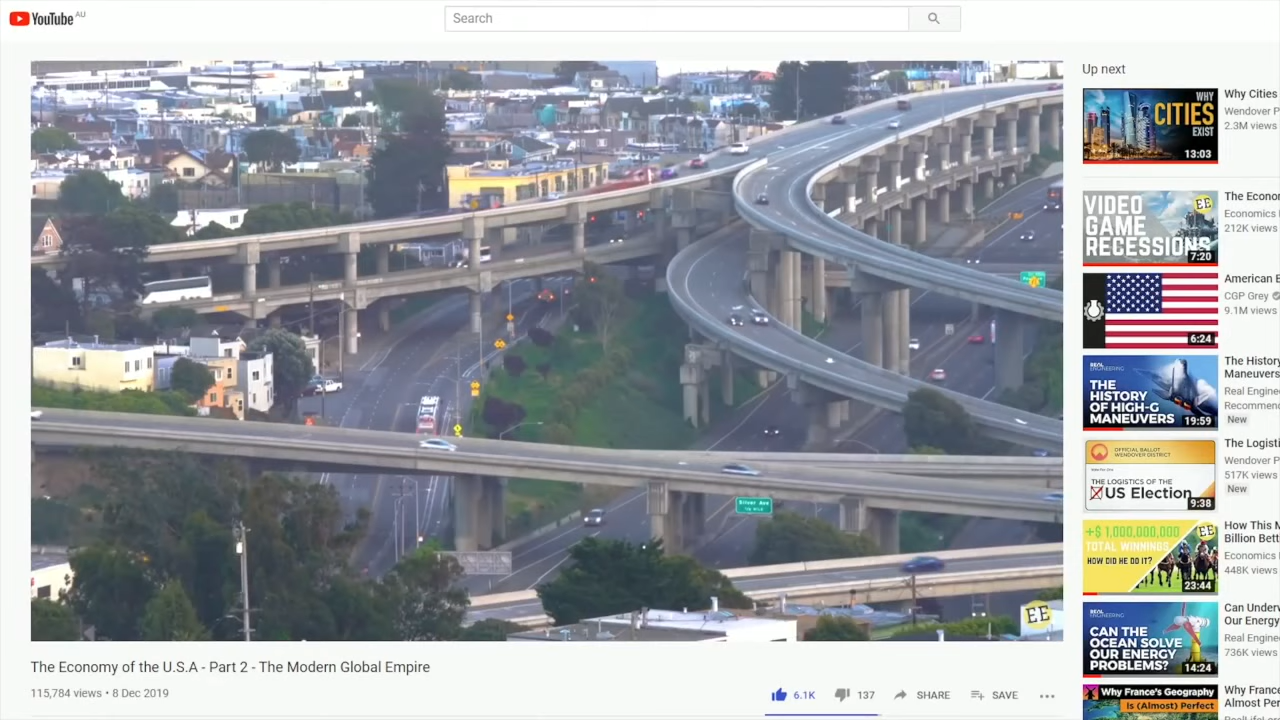 YouTube AU
Search
Silver Ave
EE
The Economy of the U.S.A - Part 2 - The Modern Global Empire
115,784 views • 8 Dec 2019
6.1K
137
SHARE
SAVE
Up next
WHY
CITIES
EXIST
13:03
Why Cities
Wendover P
2.3M views
VIDEO
GAME
RECESSIONS
EE
7:20
The Econo
Economics
212K views
6:24
American E
CGP Grey
9.1M views
REAL
ENGINEERING
THE
HISTORY
OF HIGH-G
MANEUVERS
19:59
The History
Maneuvers
Real Engine
Recommen
New
OFFICIAL BALLOT
WENDOVER DISTRICT
THE LOGISTICS OF THE
US Election
9:38
The Logisti
Wendover P
517K views
New
+$ 1,000,000,000
TOTAL WINNINGS
HOW DID HE DO IT?
EE
23:44
How This M
Billion Bett
Economics
448K views
REAL
ENGINEERING
CAN THE
OCEAN SOLVE
OUR ENERGY
PROBLEMS?
14:24
Can Underw
Our Energy
Real Engine
736K views
Why France's Geography
Is (Almost) Perfect
Why France
Almost Per
RealLifeLor